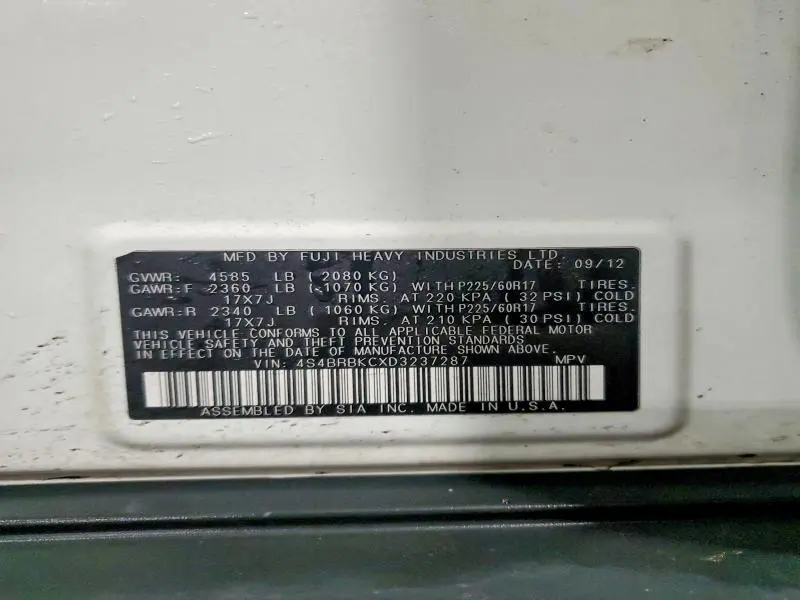 MFD BY FUJI HEAVY INDUSTRIES LTD.
DATE: 09/12
GVWR: 4585 LB ( 2080 KG)
GAWR:F 2360 LB ( 1070 KG) WITH P225/60R17 TIRES.
17X7J RIMS. AT 220 KPA ( 32 PSI) COLD
GAWR:R 2340 LB ( 1060 KG) WITH P225/60R17 TIRES.
17X7J RIMS. AT 210 KPA ( 30 PSI) COLD
THIS VEHICLE CONFORMS TO ALL APPLICABLE FEDERAL MOTOR
VEHICLE SAFETY AND THEFT PREVENTION STANDARDS
IN EFFECT ON THE DATE OF MANUFACTURE SHOWN ABOVE.
VIN: 4S4BRBKCXD3237287 MPV
ASSEMBLED BY SIA INC. MADE IN U.S.A.